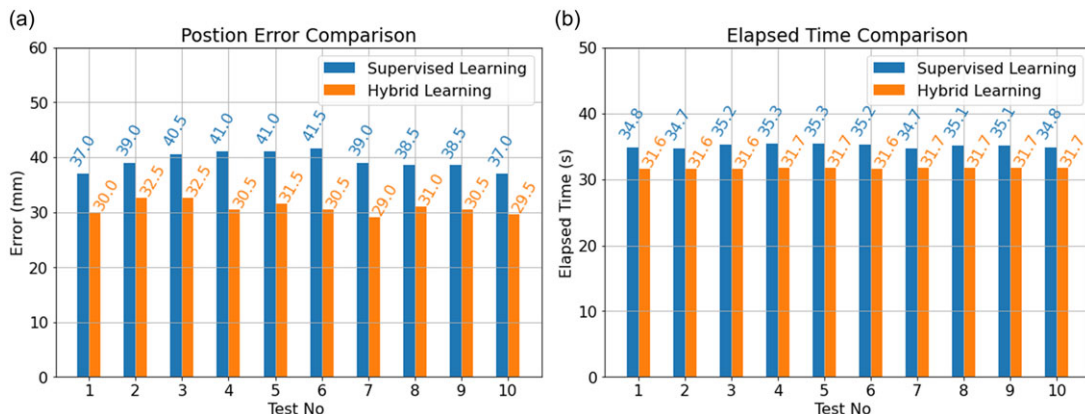 (a)
Postion Error Comparison
Error (mm)
60
50
40
30
20
10
0
Supervised Learning
Hybrid Learning
37.0 39.0 40.5 41.0 41.0 41.5 39.0 38.5 38.5 37.0
30.0 32.5 32.5 30.5 31.5 30.5 29.0 31.0 30.5 29.5
1 2 3 4 5 6 7 8 9 10
Test No
(b)
Elapsed Time Comparison
Elapsed Time (s)
50
40
30
20
10
0
Supervised Learning
Hybrid Learning
34.8 34.7 35.2 35.3 35.3 35.2 34.7 35.1 35.1 34.8
31.6 31.6 31.6 31.7 31.7 31.6 31.7 31.7 31.7 31.7
1 2 3 4 5 6 7 8 9 10
Test No